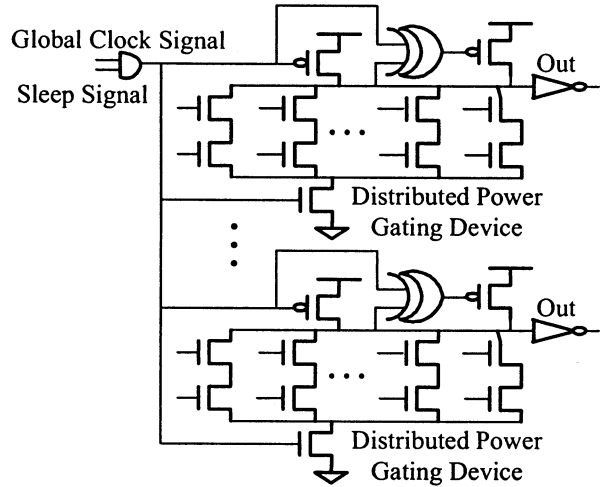 Global Clock Signal
Sleep Signal
Out
Distributed Power
Gating Device
Out
Distributed Power
Gating Device